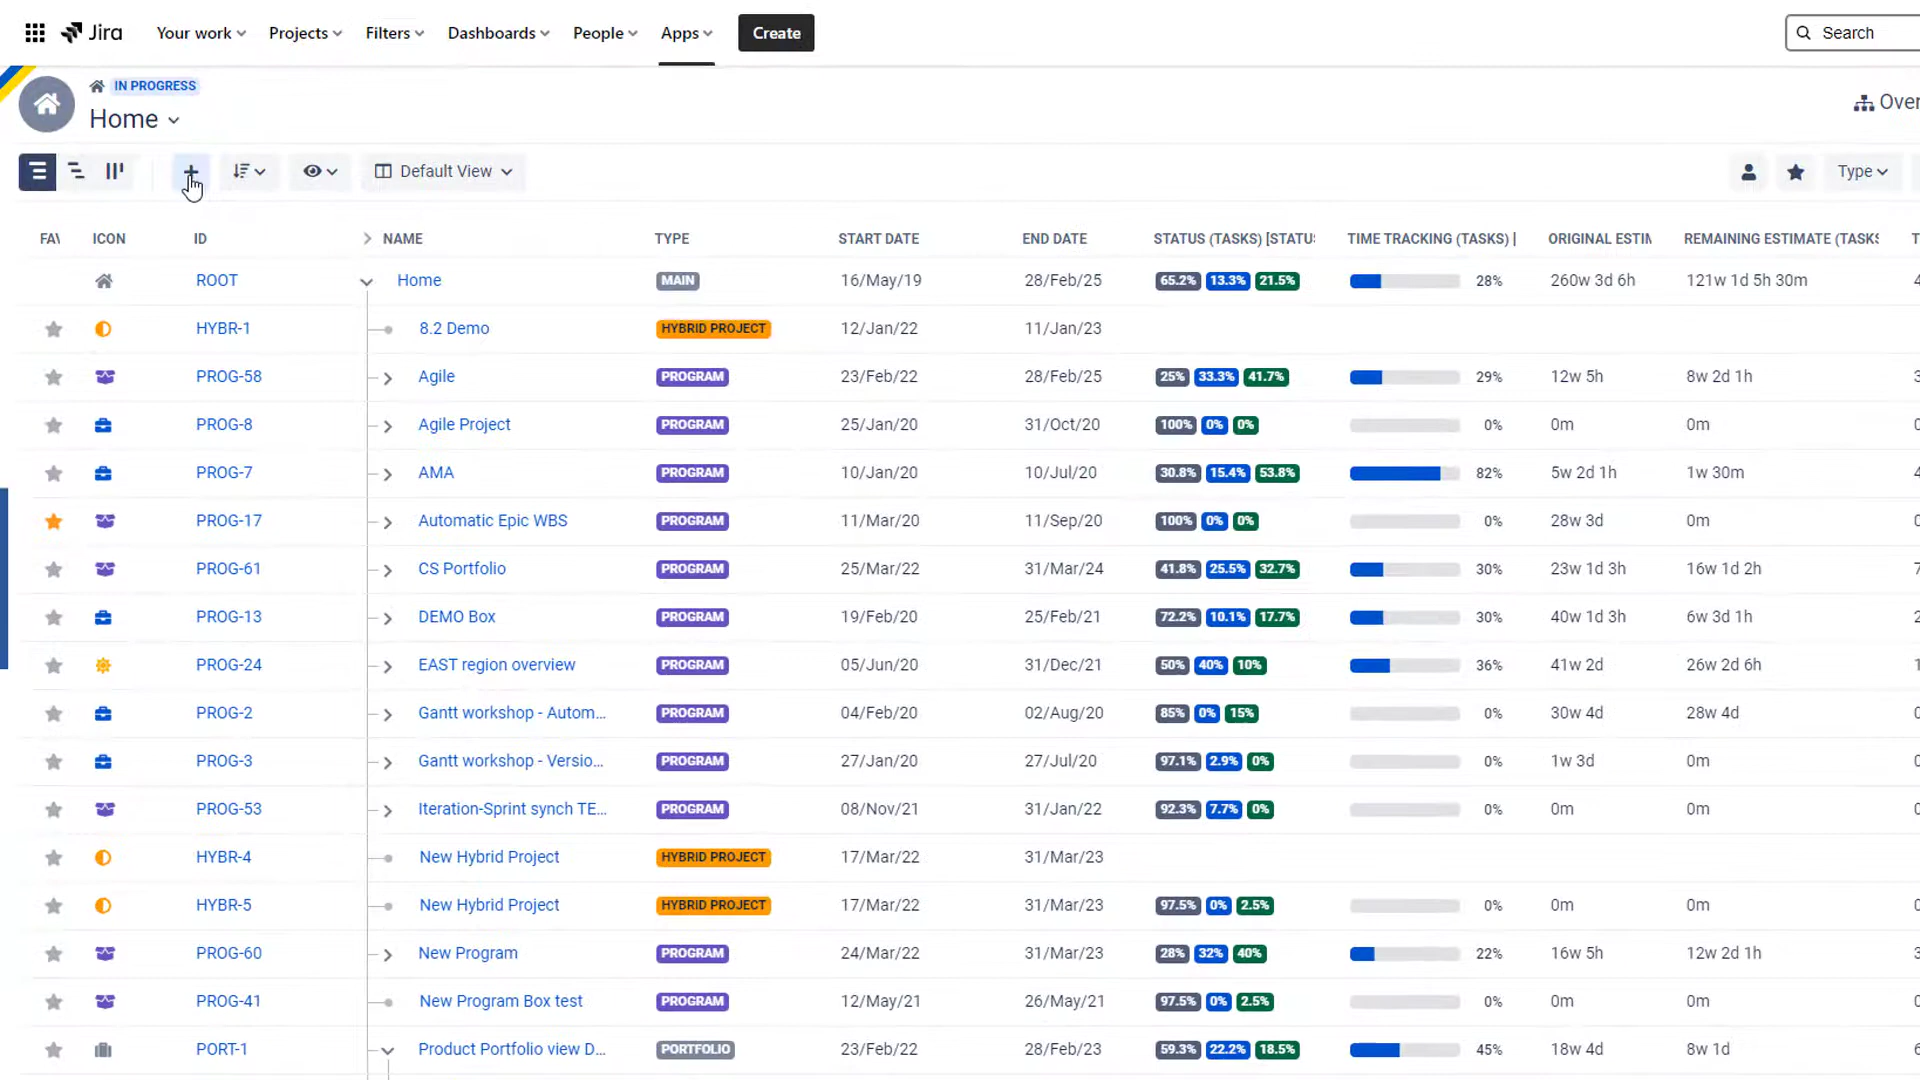 Jira Your work Projects Filters Dashboards People Apps Create Search
IN PROGRESS
Home
Default View Type
ICON ID NAME TYPE START DATE END DATE STATUS (TASKS) [STATU TIME TRACKING (TASKS) ORIGINAL ESTIM REMAINING ESTIMATE (TASKS
ROOT Home MAIN 16/May/19 28/Feb/25 65.2% 13.3% 21.5% 28% 260w 3d 6h 121w 1d 5h 30m
HYBR-1 8.2 Demo HYBRID PROJECT 12/Jan/22 11/Jan/23
PROG-58 Agile PROGRAM 23/Feb/22 28/Feb/25 25% 33.3% 41.7% 29% 12w 5h 8w 2d 1h
PROG-8 Agile Project PROGRAM 25/Jan/20 31/Oct/20 100% 0% 0% 0% 0m 0m
PROG-7 AMA PROGRAM 10/Jan/20 10/Jul/20 30.8% 15.4% 53.8% 82% 5w 2d 1h 1w 30m
PROG-17 Automatic Epic WBS PROGRAM 11/Mar/20 11/Sep/20 100% 0% 0% 0% 28w 3d 0m
PROG-61 CS Portfolio PROGRAM 25/Mar/22 31/Mar/24 41.8% 25.5% 32.7% 30% 23w 1d 3h 16w 1d 2h
PROG-13 DEMO Box PROGRAM 19/Feb/20 25/Feb/21 72.2% 10.1% 17.7% 30% 40w 1d 3h 6w 3d 1h
PROG-24 EAST region overview PROGRAM 05/Jun/20 31/Dec/21 50% 40% 10% 36% 41w 2d 26w 2d 6h
PROG-2 Gantt workshop - Autom... PROGRAM 04/Feb/20 02/Aug/20 85% 0% 15% 0% 30w 4d 28w 4d
PROG-3 Gantt workshop - Versio... PROGRAM 27/Jan/20 27/Jul/20 97.1% 2.9% 0% 0% 1w 3d 0m
PROG-53 Iteration-Sprint synch TE... PROGRAM 08/Nov/21 31/Jan/22 92.3% 7.7% 0% 0% 0m 0m
HYBR-4 New Hybrid Project HYBRID PROJECT 17/Mar/22 31/Mar/23
HYBR-5 New Hybrid Project HYBRID PROJECT 17/Mar/22 31/Mar/23 97.5% 0% 2.5% 0% 0m 0m
PROG-60 New Program PROGRAM 24/Mar/22 31/Mar/23 28% 32% 40% 22% 16w 5h 12w 2d 1h
PROG-41 New Program Box test PROGRAM 12/May/21 26/May/21 97.5% 0% 2.5% 0% 0m 0m
PORT-1 Product Portfolio view D... PORTFOLIO 23/Feb/22 28/Feb/23 59.3% 22.2% 18.5% 45% 18w 4d 8w 1d